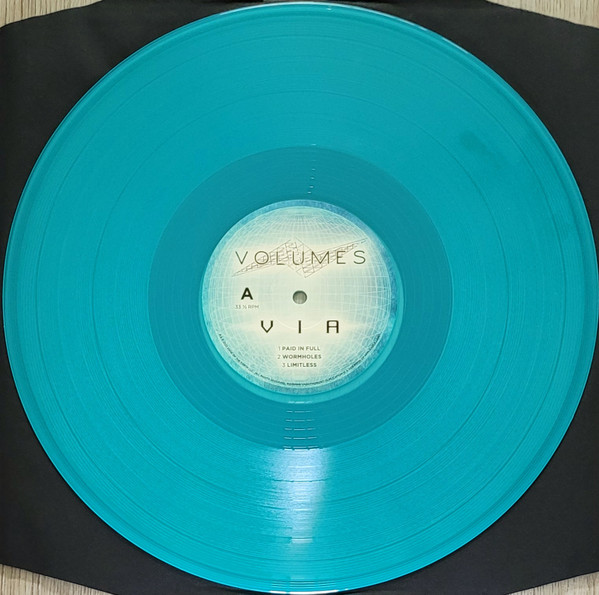 VOLUMES
A
33 ⅓ RPM
VIA
1 PAID IN FULL
2 WORMHOLES
3 LIMITLESS